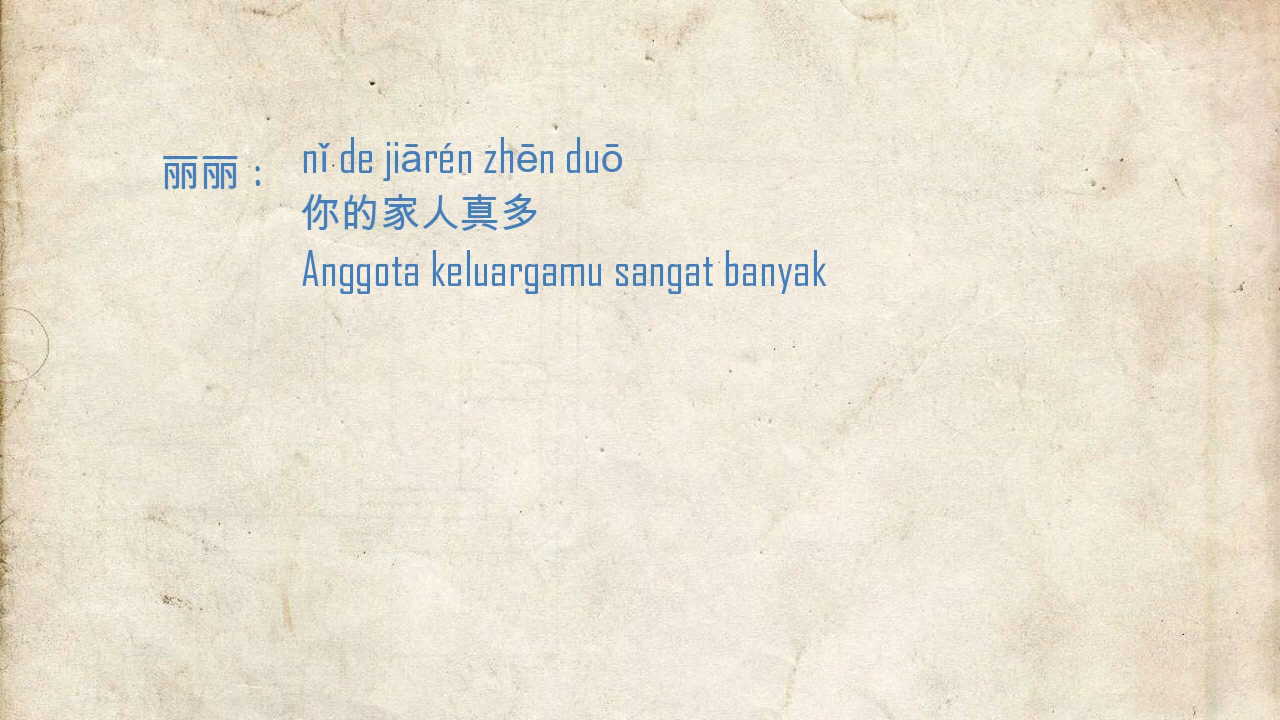 丽丽 : nǐ de jiārén zhēn duō
你的家人真多
Anggota keluargamu sangat banyak